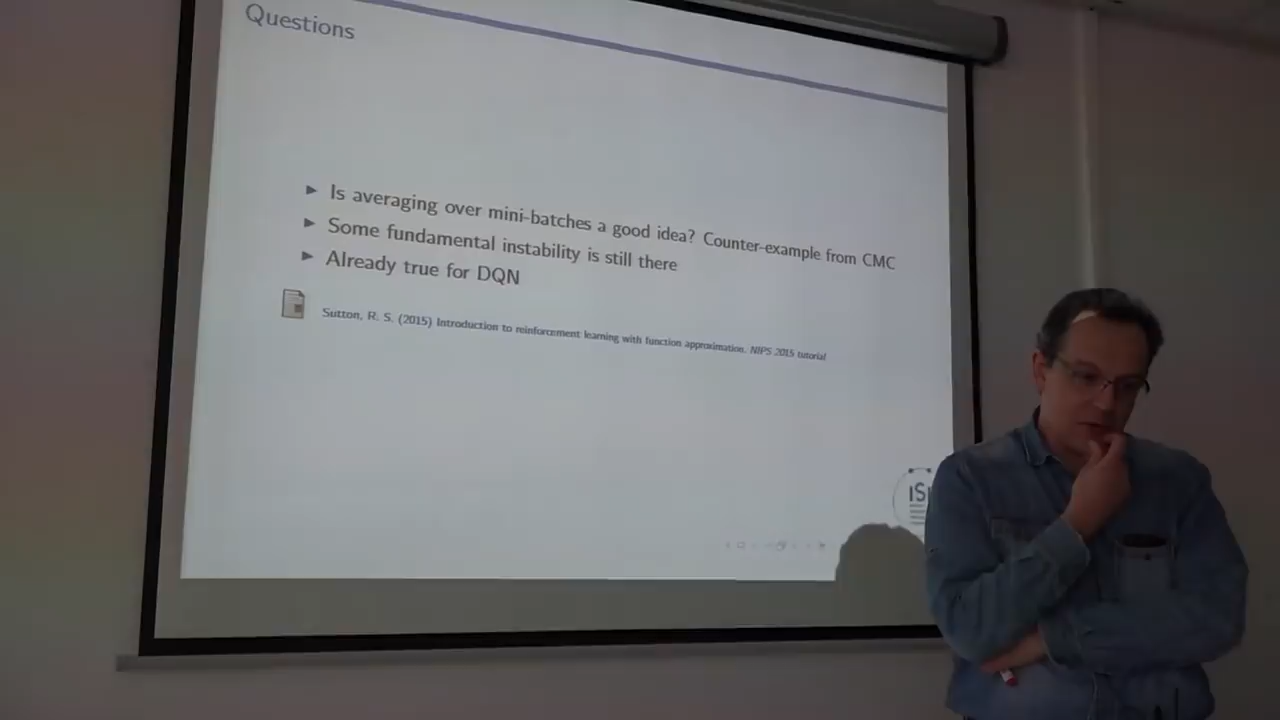 Questions
Is averaging over mini-batches a good idea? Counter-example from CMC
Some fundamental instability is still there
Already true for DQN
Sutton, R. S. (2015) Introduction to reinforcement learning with function approximation. NIPS 2015 tutorial